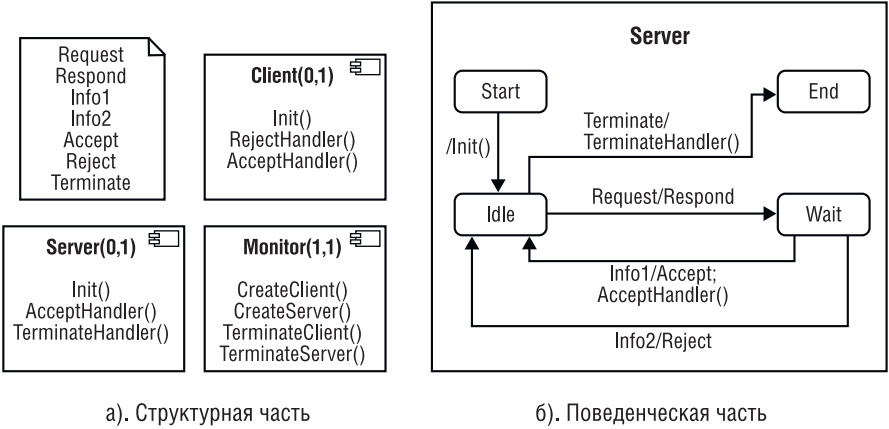 Request
Respond
Info1
Info2
Accept
Reject
Terminate
Client(0,1)
Init()
RejectHandler()
AcceptHandler()
Server(0,1)
Init()
AcceptHandler()
TerminateHandler()
Monitor(1,1)
CreateClient()
CreateServer()
TerminateClient()
TerminateServer()
а). Структурная часть
Server
Start
End
/Init()
Terminate/
TerminateHandler()
Idle
Request/Respond
Wait
Info1/Accept;
AcceptHandler()
Info2/Reject
б). Поведенческая часть